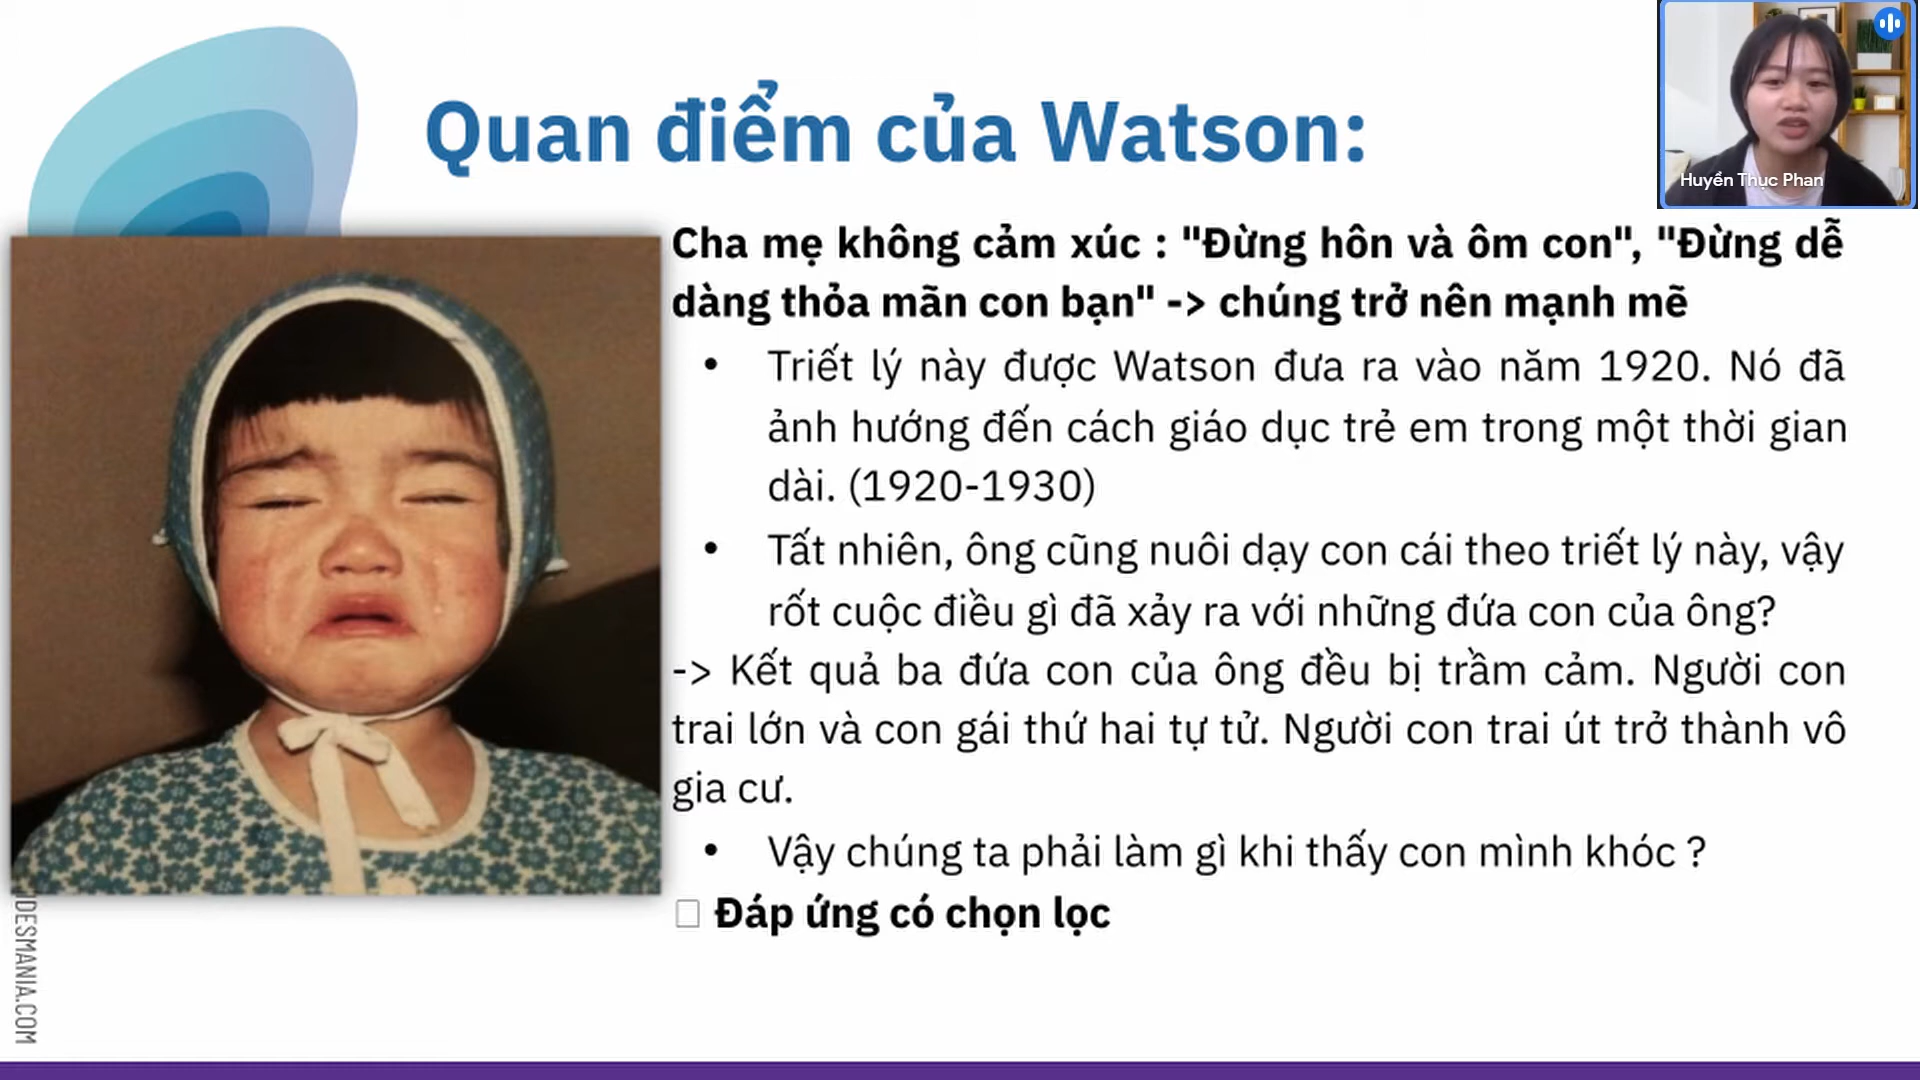 Quan điểm của Watson:
Huyền Thục Phan
Cha mẹ không cảm xúc : "Đừng hôn và ôm con", "Đừng dễ
dàng thỏa mãn con bạn" -> chúng trở nên mạnh mẽ
• Triết lý này được Watson đưa ra vào năm 1920. Nó đã
ảnh hướng đến cách giáo dục trẻ em trong một thời gian
dài. (1920-1930)
• Tất nhiên, ông cũng nuôi dạy con cái theo triết lý này, vậy
rốt cuộc điều gì đã xảy ra với những đứa con của ông?
-> Kết quả ba đứa con của ông đều bị trầm cảm. Người con
trai lớn và con gái thứ hai tự tử. Người con trai út trở thành vô
gia cư.
• Vậy chúng ta phải làm gì khi thấy con mình khóc ?
Đáp ứng có chọn lọc
IDESMANIA.COM